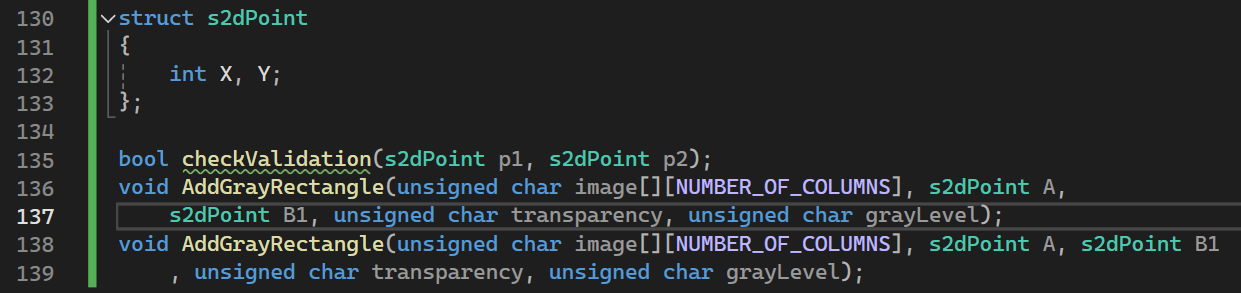 130 struct s2dPoint
131 {
132     int X, Y;
133 };
134
135 bool checkValidation(s2dPoint p1, s2dPoint p2);
136 void AddGrayRectangle(unsigned char image[][NUMBER_OF_COLUMNS], s2dPoint A,
137     s2dPoint B1, unsigned char transparency, unsigned char grayLevel);
138 void AddGrayRectangle(unsigned char image[][NUMBER_OF_COLUMNS], s2dPoint A, s2dPoint B1
139     , unsigned char transparency, unsigned char grayLevel);